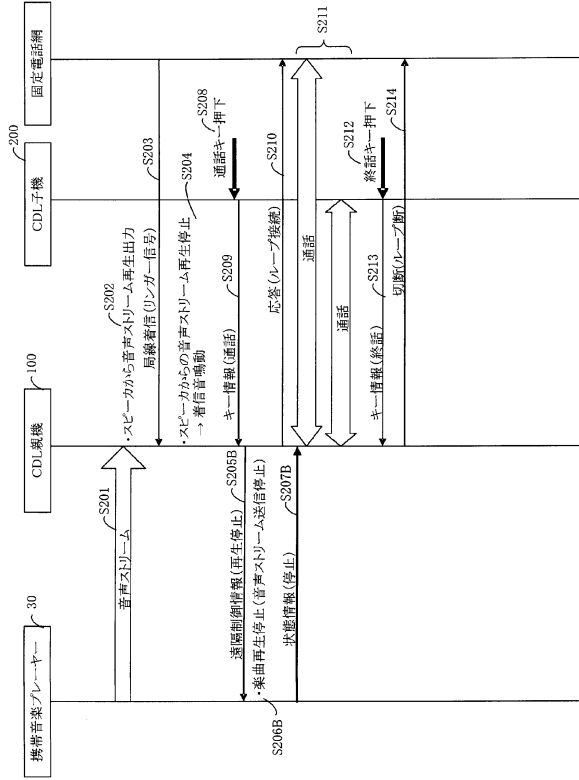 携帯音楽プレーヤー
30
CDL親機
100
CDL子機
200
固定電話網
S201
音声ストリーム
・スピーカから音声ストリーム再生出力
S202
局線着信(リンガー信号)
S203
・スピーカからの音声ストリーム再生停止
→ 着信音鳴動
S204
通話キー押下
S208
キー情報(通話)
S209
遠隔制御情報(再生停止)
S205B
・楽曲再生停止(音声ストリーム送信停止)
S206B
状態情報(停止)
S207B
応答(ループ接続)
S210
通話
S211
通話
終話キー押下
S212
キー情報(終話)
S213
切断(ループ断)
S214